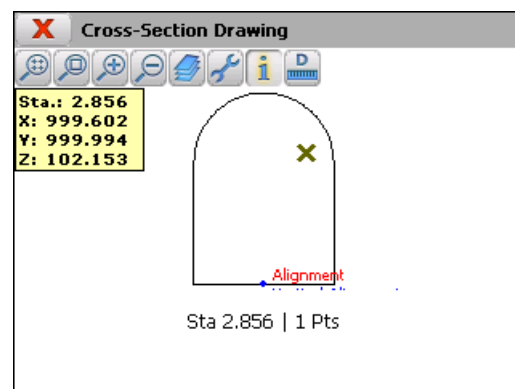 Cross-Section Drawing
D
Sta.: 2.856
X: 999.602
Y: 999.994
Z: 102.153
Alignment
Sta 2.856 | 1 Pts